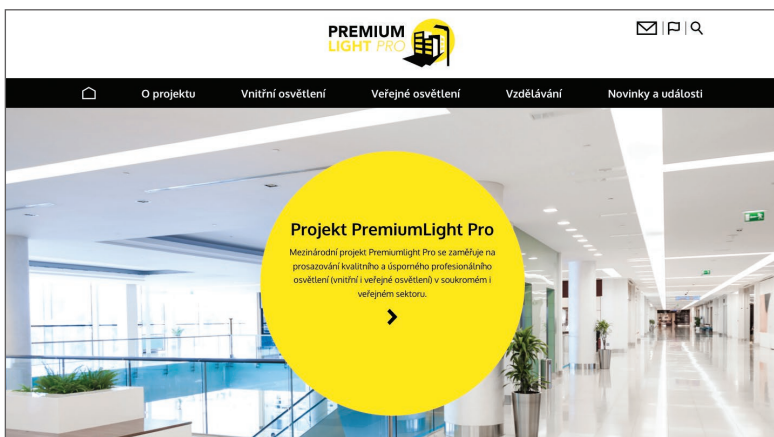 PREMIUM
LIGHT PRO
O projektu
Vnitřní osvětlení
Veřejné osvětlení
Vzdělávání
Novinky a události
Projekt PremiumLight Pro
Mezinárodní projekt Premiumlight Pro se zaměřuje na
prosazování kvalitního a úsporného profesionálního
osvětlení (vnitřní i veřejné osvětlení) v soukromém i
veřejném sektoru.